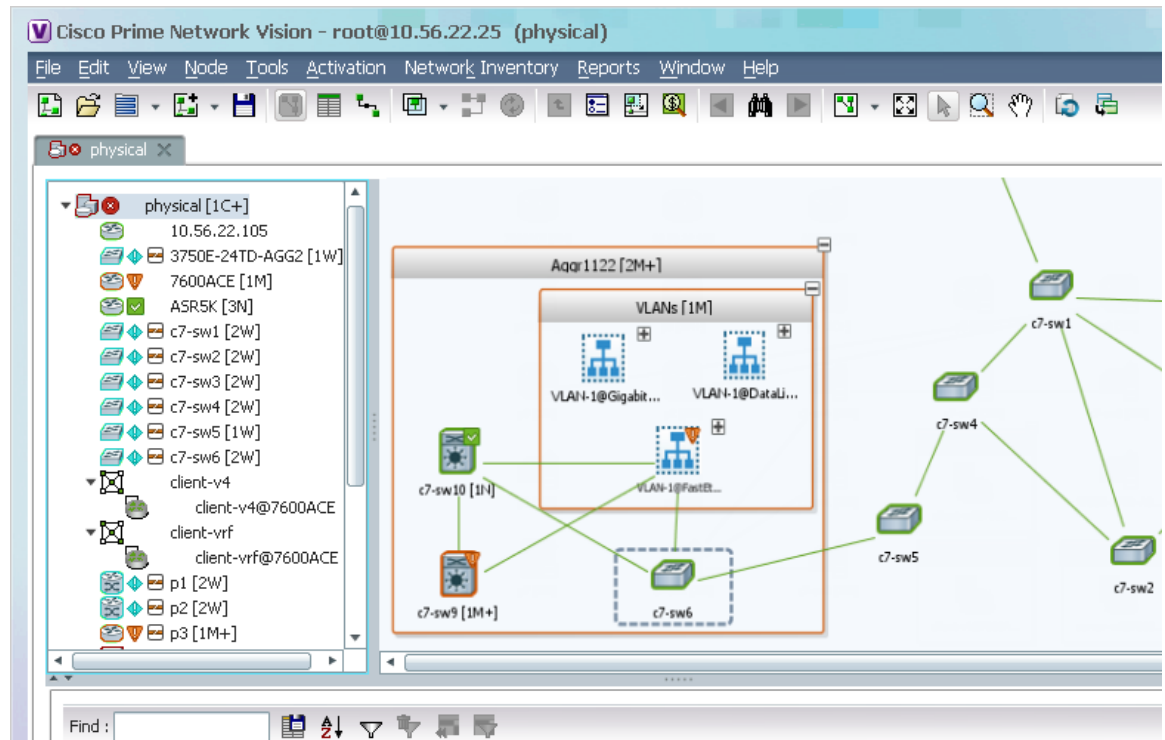 Cisco Prime Network Vision - root@10.56.22.25 (physical)
File Edit View Node Tools Activation Network Inventory Reports Window Help
physical
physical [1C+]
10.56.22.105
3750E-24TD-AGG2 [1W]
7600ACE [1M]
ASR5K [3N]
c7-sw1 [2W]
c7-sw2 [2W]
c7-sw3 [2W]
c7-sw4 [2W]
c7-sw5 [1W]
c7-sw6 [2W]
client-v4
client-v4@7600ACE
client-vrf
client-vrf@7600ACE
p1 [2W]
p2 [2W]
p3 [1M+]
Aggr1122 [2M+]
VLANs [1M]
VLAN-1@Gigabit...
VLAN-1@DataLi...
VLAN-1@FastEt...
c7-sw10 [1N]
c7-sw9 [1M+]
c7-sw6
c7-sw1
c7-sw4
c7-sw5
c7-sw2
Find :